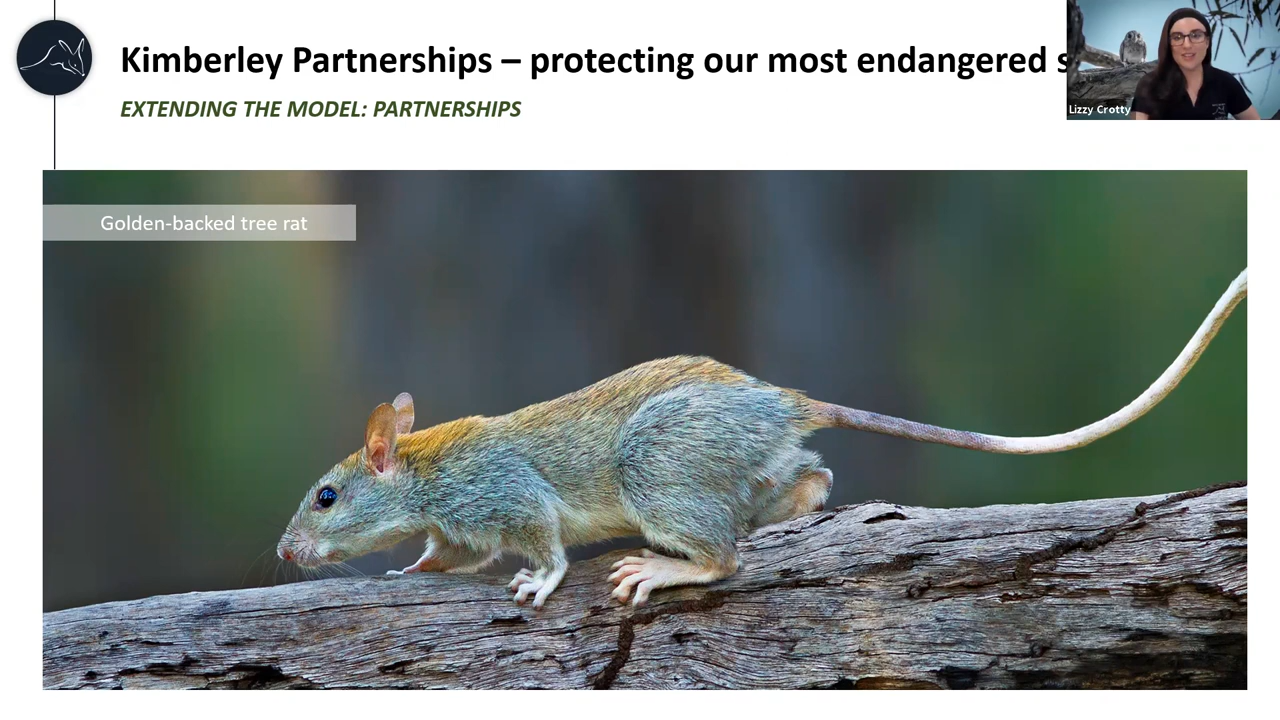 Kimberley Partnerships – protecting our most endangered s
EXTENDING THE MODEL: PARTNERSHIPS
Lizzy Crotty
Golden-backed tree rat